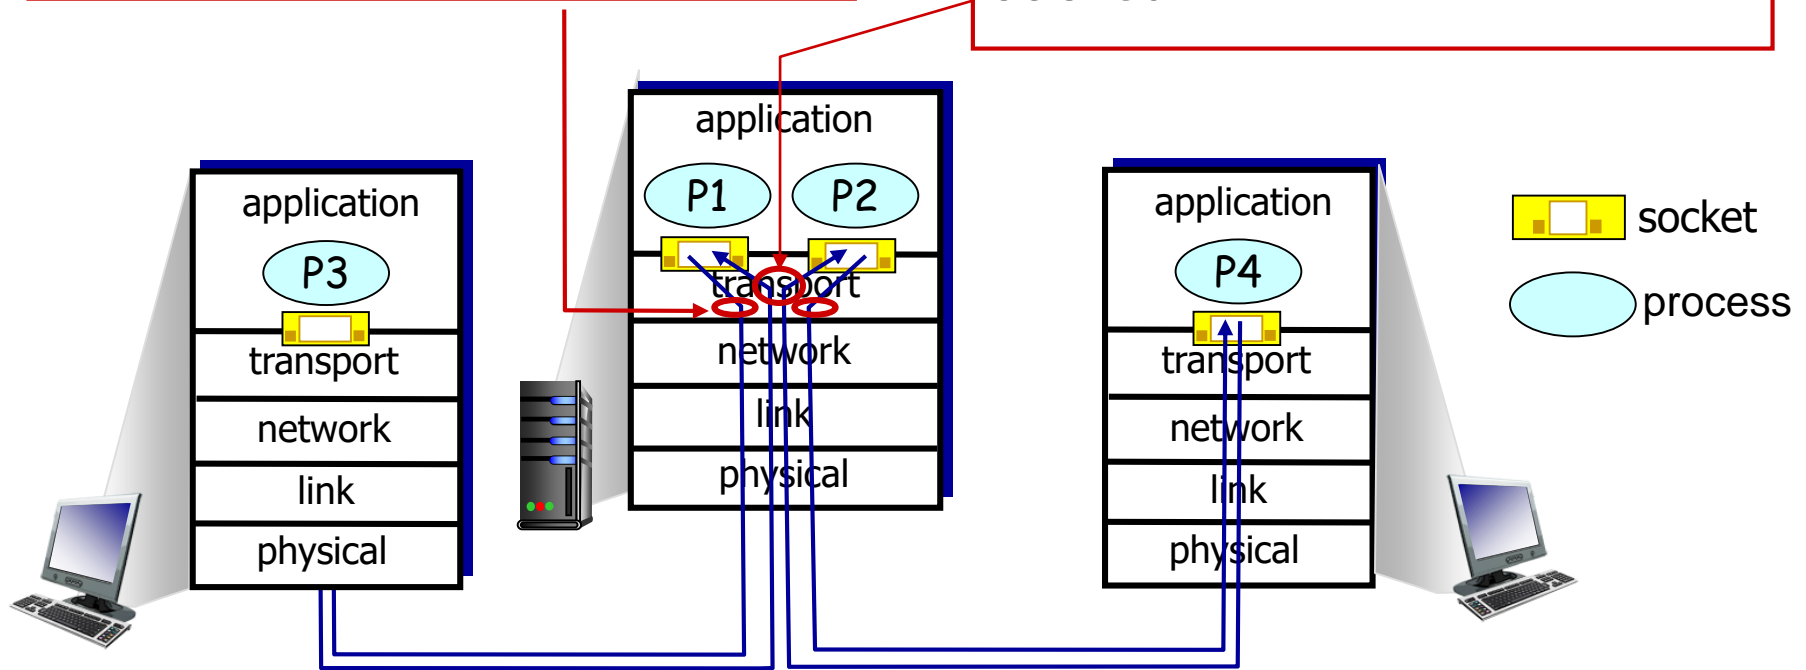 application
P1 P2
transport
network
link
physical
application
P3
transport
network
link
physical
application
P4
transport
network
link
physical
socket
process